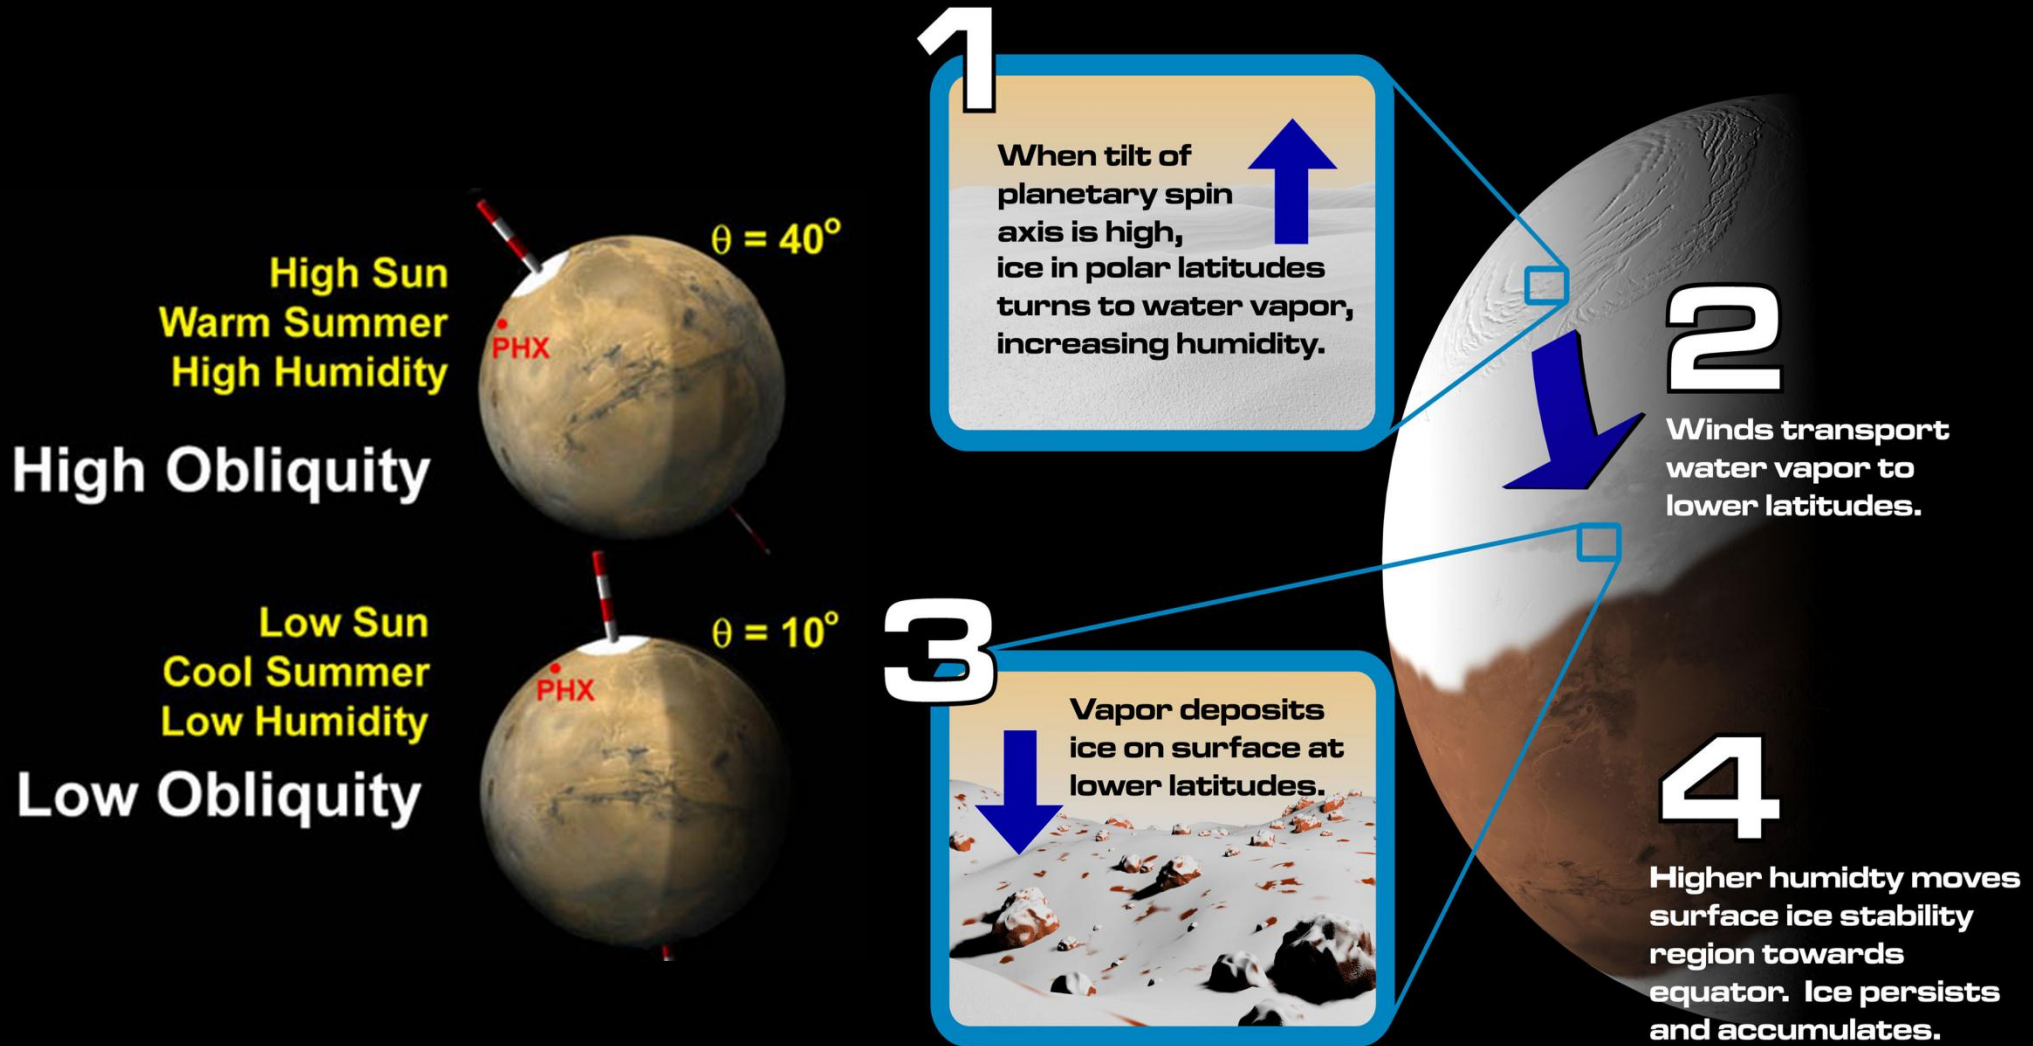 High Sun
Warm Summer
High Humidity
High Obliquity
θ = 40°
PHX
Low Sun
Cool Summer
Low Humidity
Low Obliquity
θ = 10°
PHX
1
When tilt of
planetary spin
axis is high,
ice in polar latitudes
turns to water vapor,
increasing humidity.
2
Winds transport
water vapor to
lower latitudes.
3
Vapor deposits
ice on surface at
lower latitudes.
4
Higher humidty moves
surface ice stability
region towards
equator. Ice persists
and accumulates.